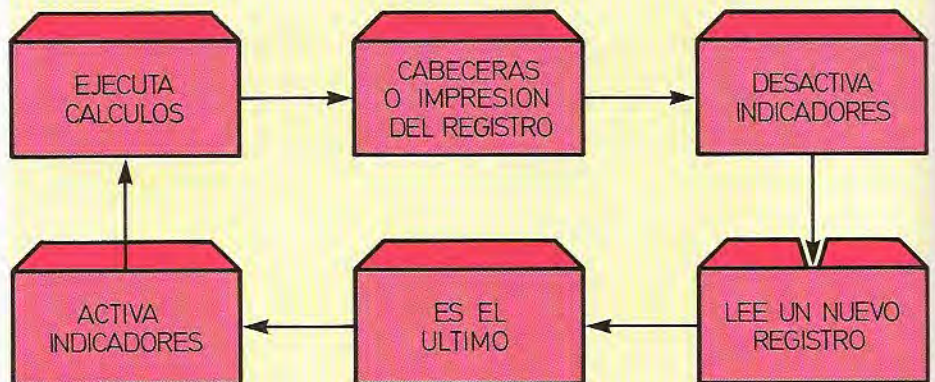 EJECUTA
CALCULOS
CABECERAS
O IMPRESION
DEL REGISTRO
DESACTIVA
INDICADORES
ACTIVA
INDICADORES
ES EL
ULTIMO
LEE UN NUEVO
REGISTRO